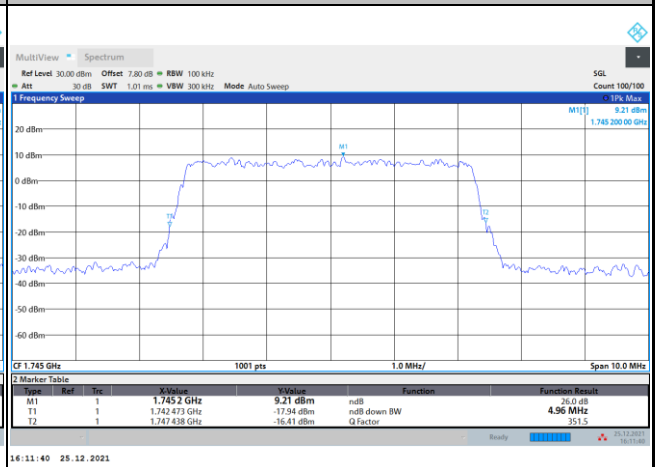 MultiView Spectrum
Ref Level 30.00 dBm Offset 7.80 dB RBW 100 kHz SGL
Att 30 dB SWT 1.01 ms VBW 300 kHz Mode Auto Sweep Count 100/100
1 Frequency Sweep 1Pk Max
M1[1] 9.21 dBm
1.745 200 00 GHz
20 dBm
M1
10 dBm
0 dBm
-10 dBm
T1 T2
-20 dBm
-30 dBm
-40 dBm
-50 dBm
-60 dBm
CF 1.745 GHz 1001 pts 1.0 MHz/ Span 10.0 MHz
2 Marker Table
Type Ref Trc X-Value Y-Value Function Function Result
M1 1 1.745 2 GHz 9.21 dBm ndB 26.0 dB
T1 1 1.742 473 GHz -17.94 dBm ndB down BW 4.96 MHz
T2 1 1.747 438 GHz -16.41 dBm Q Factor 351.5
Ready 25.12.2021
16:11:40
16:11:40 25.12.2021